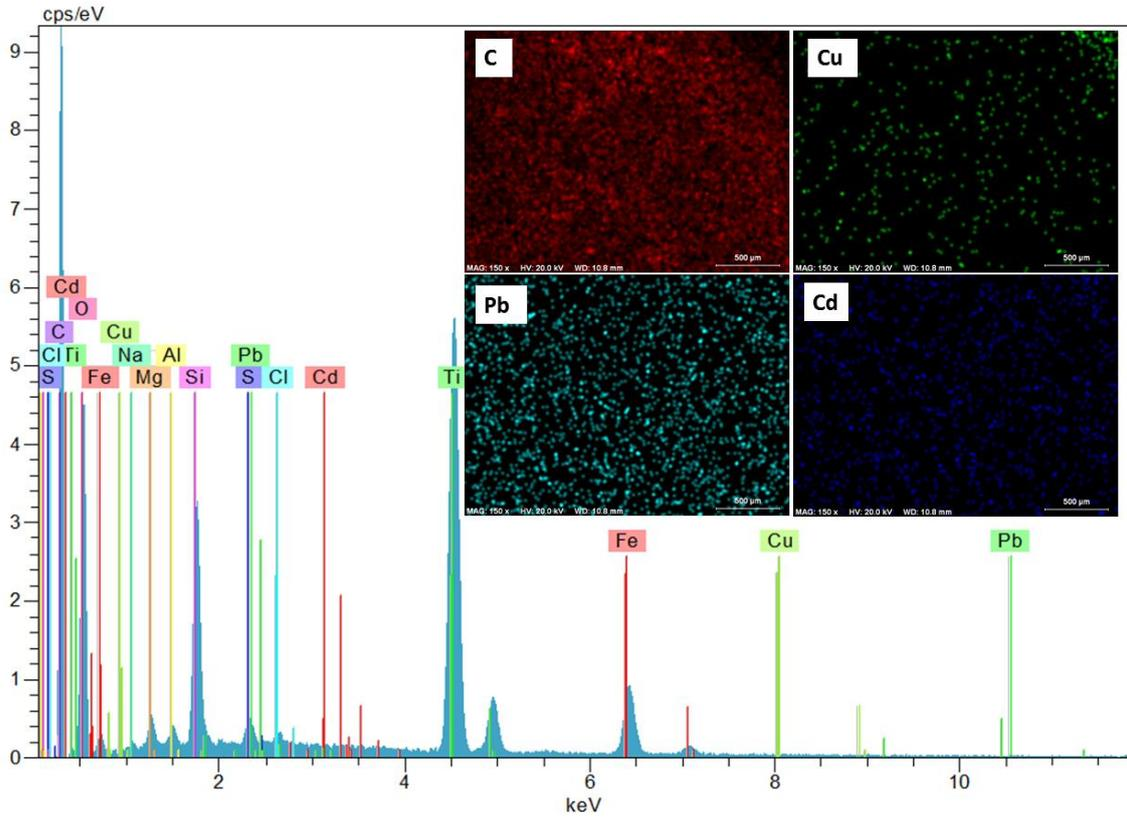 cps/eV
9
8
7
6
5
4
3
2
1
0
Cd
O
C Cu
Cl Ti Na Al Pb
S Fe Mg Si S Cl Cd Ti
Fe Cu Pb
2 4 6 8 10
keV
C
500 µm
MAG: 150 x HV: 20.0 kV WD: 10.8 mm
Cu
500 µm
MAG: 150 x HV: 20.0 kV WD: 10.8 mm
Pb
500 µm
MAG: 150 x HV: 20.0 kV WD: 10.8 mm
Cd
500 µm
MAG: 150 x HV: 20.0 kV WD: 10.8 mm